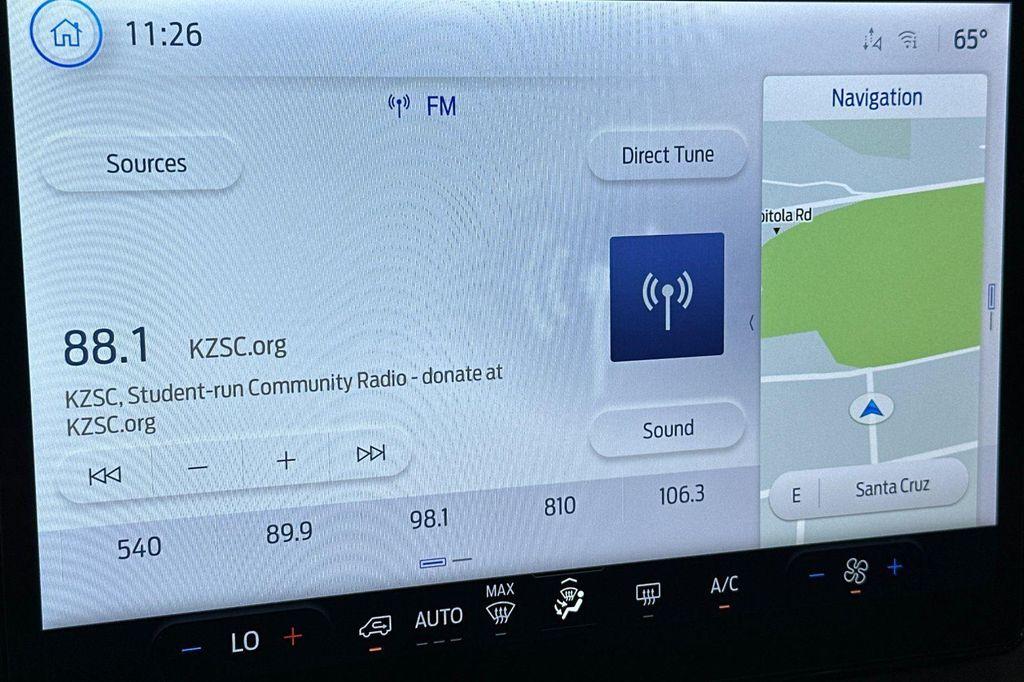 11:26
65°
FM
Navigation
Sources
Direct Tune
pitola Rd
88.1 KZSC.org
KZSC, Student-run Community Radio - donate at
KZSC.org
Sound
E Santa Cruz
540 89.9 98.1 810 106.3
LO AUTO MAX A/C